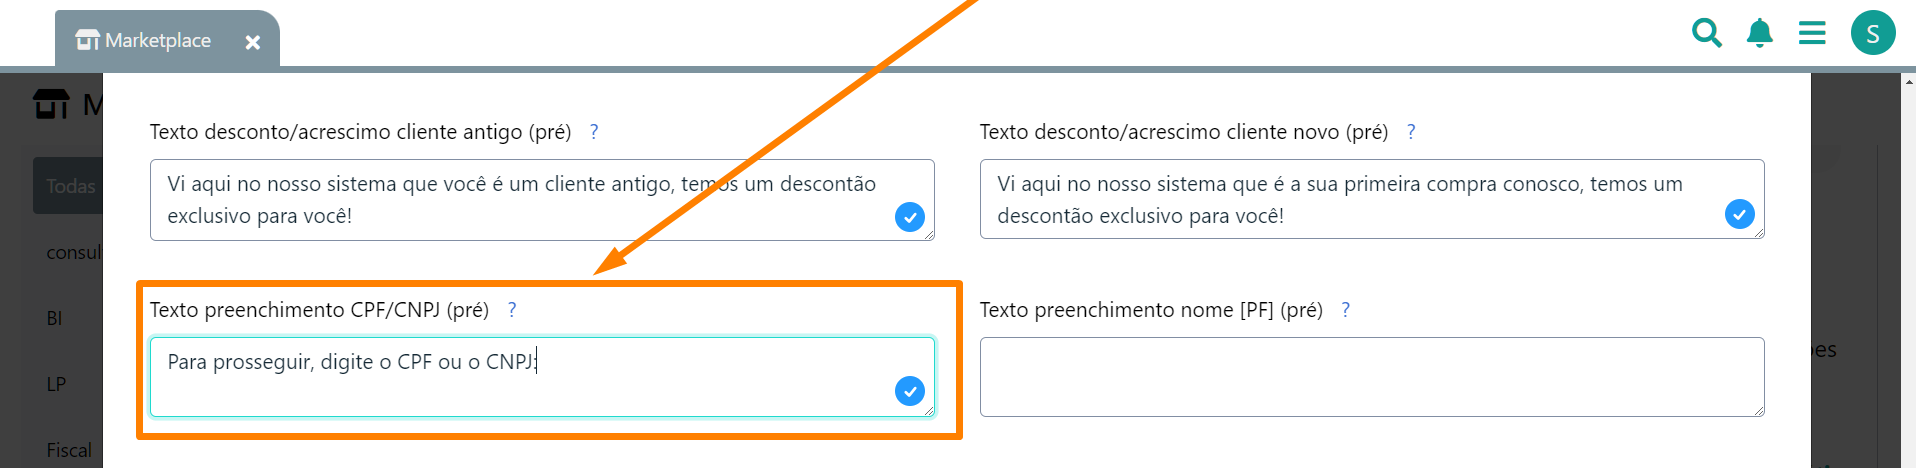 Marketplace
S
M
Texto desconto/acrescimo cliente antigo (pré) ?
Texto desconto/acrescimo cliente novo (pré) ?
Todas
Vi aqui no nosso sistema que você é um cliente antigo, temos um descontão
exclusivo para você!
Vi aqui no nosso sistema que é a sua primeira compra conosco, temos um
descontão exclusivo para você!
consul
Texto preenchimento CPF/CNPJ (pré) ?
Texto preenchimento nome [PF] (pré) ?
BI
Para prosseguir, digite o CPF ou o CNPJ:
LP
Fiscal